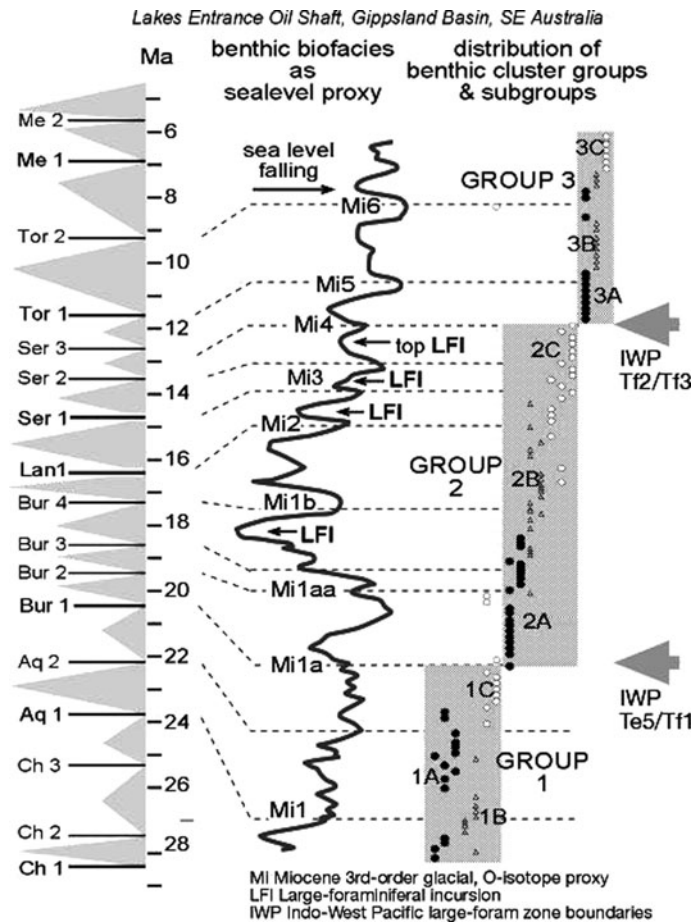 Lakes Entrance Oil Shaft, Gippsland Basin, SE Australia
benthic biofacies
as
sealevel proxy
distribution of
benthic cluster groups
& subgroups
Ma
Me 2
6
3C
Me 1
sea level
falling
GROUP 3
8
Mi6
Tor 2
3B
10
Mi5
3A
Tor 1
12
Mi4
Ser 3
top LFI
2C
IWP
Tf2/Tf3
Ser 2
Mi3
LFI
14
Ser 1
LFI
Mi2
16
Lan1
GROUP
2
2B
Bur 4
Mi1b
18
LFI
Bur 3
Bur 2
Mi1aa
20
Bur 1
2A
22
Mi1a
Aq 2
1C
IWP
Te5/Tf1
Aq 1
24
Ch 3
1A
GROUP
1
26
Mi1
1B
Ch 2
28
Ch 1
MI Miocene 3rd-order glacial, O-isotope proxy
LFI Large-foraminiferal incursion
IWP Indo-West Pacific large-foram zone boundaries